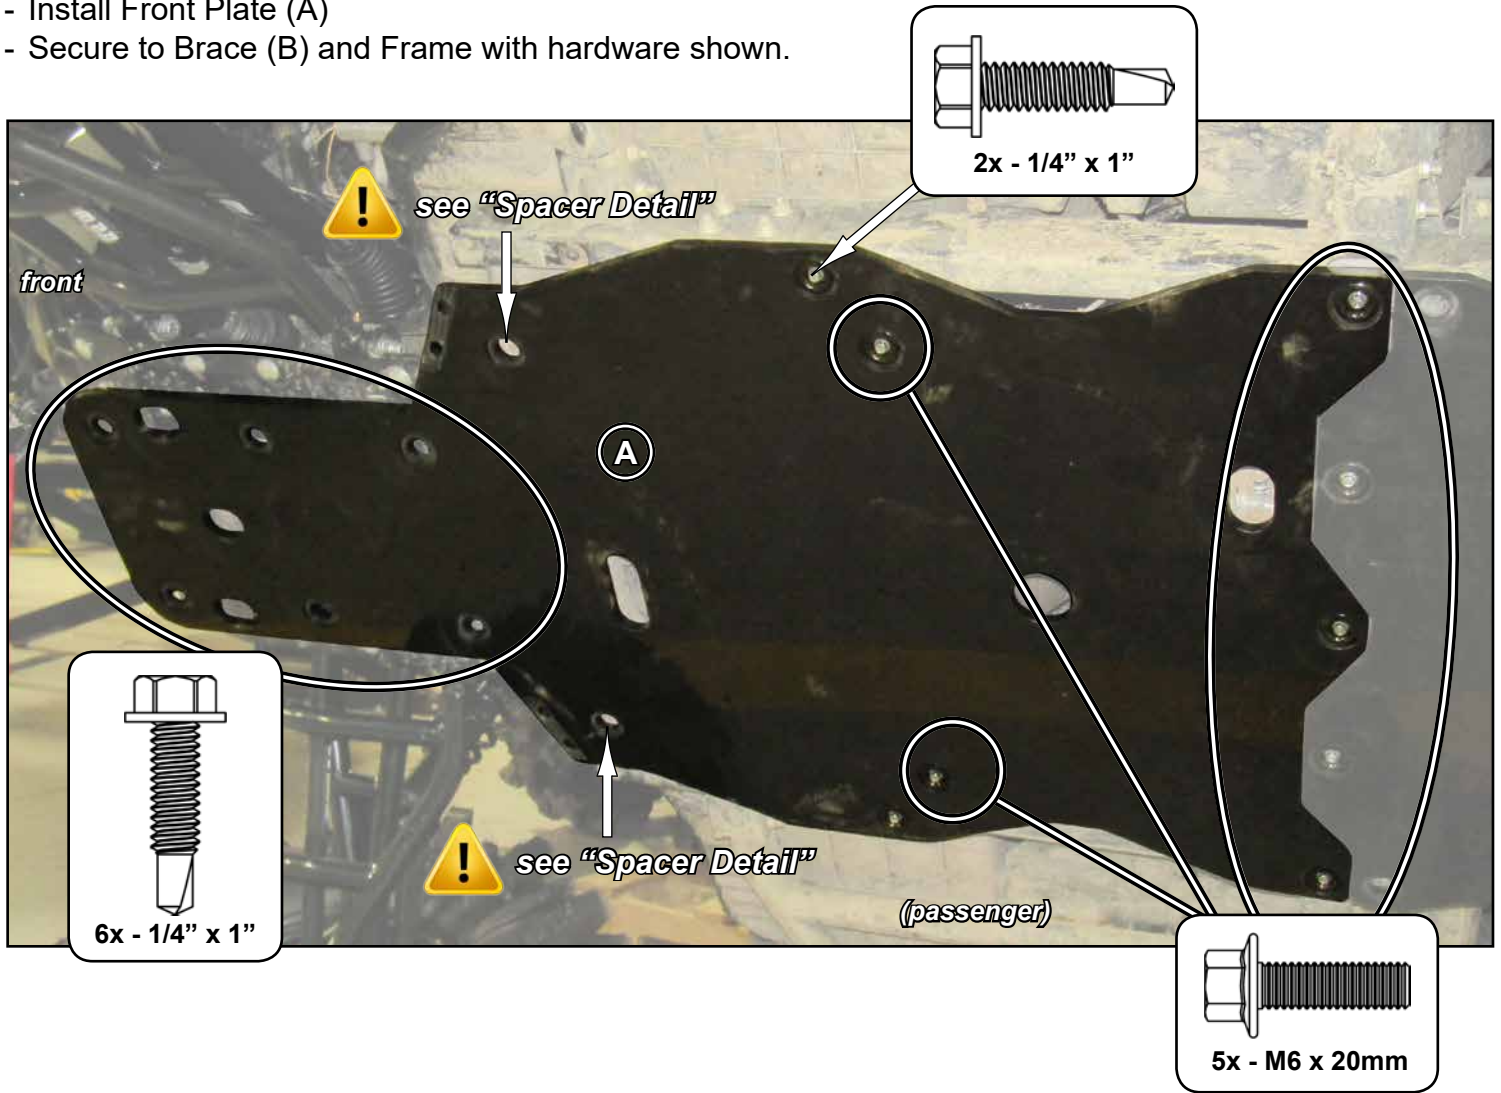 - Install Front Plate (A)
- Secure to Brace (B) and Frame with hardware shown.
2x - 1/4” x 1”
see “Spacer Detail”
front
A
6x - 1/4” x 1”
see “Spacer Detail”
(passenger)
5x - M6 x 20mm